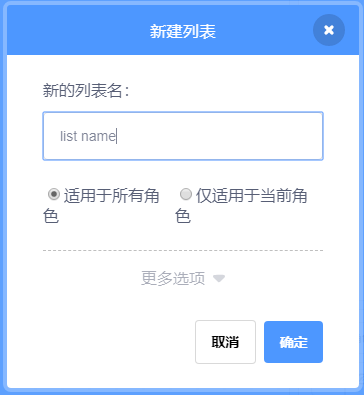 新建列表
新的列表名：
list name
适用于所有角色
仅适用于当前角色
更多选项
取消
确定